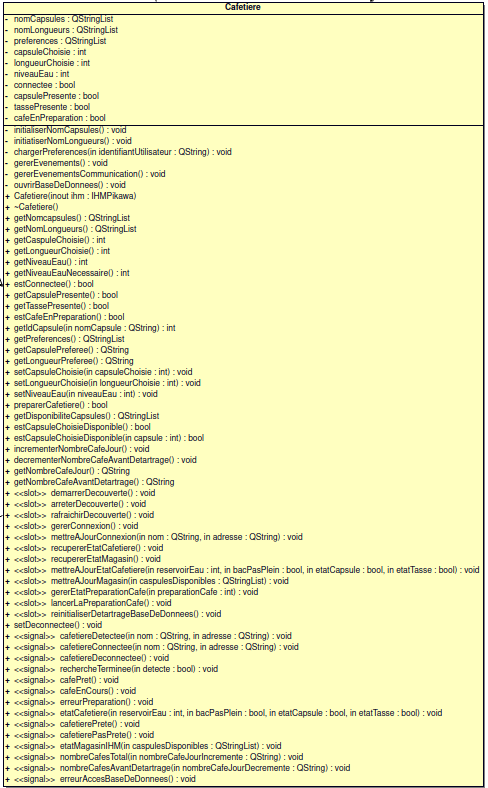 Cafetiere
- nomCapsules : QStringList
- nomLongueurs : QStringList
- preferences : QStringList
- capsuleChoisie : int
- longueurChoisie : int
- niveauEau : int
- connectee : bool
- capsulePresente : bool
- tassePresente : bool
- cafeEnPreparation : bool
- initialiserNomCapsules() : void
- initiatiserNomLongueurs() : void
- chargerPreferences(in identifiantUtilisateur : QString) : void
- gererEvenements() : void
- gererEvenementsCommunication() : void
- ouvrirBaseDeDonnees() : void
+ Cafetiere(inout ihm : IHMPikawa)
+ ~Cafetiere()
+ getNomcapsules() : QStringList
+ getNomLongueurs() : QStringList
+ getCaspuleChoisie() : int
+ getLongueurChoisie() : int
+ getNiveauEau() : int
+ getNiveauEauNecessaire() : int
+ estConnectee() : bool
+ getCapsulePresente() : bool
+ getTassePresente() : bool
+ estCafeEnPreparation() : bool
+ getIdCapsule(in nomCapsule : QString) : int
+ getPreferences() : QStringList
+ getCapsulePreferee() : QString
+ getLongueurPreferee() : QString
+ setCapsuleChoisie(in capsuleChoisie : int) : void
+ setLongueurChoisie(in longueurChoisie : int) : void
+ setNiveauEau(in niveauEau : int) : void
+ preparerCafetiere() : bool
+ getDisponibiliteCapsules() : QStringList
+ estCapsuleChoisieDisponible() : bool
+ estCapsuleChoisieDisponible(in capsule : int) : bool
+ incrementerNombreCafeJour() : void
+ decrementerNombreCafeAvantDetartrage() : void
+ getNombreCafeJour() : QString
+ getNombreCafeAvantDetartrage() : QString
+ <<slot>> demarrerDecouverte() : void
+ <<slot>> arreterDecouverte() : void
+ <<slot>> rafraichirDecouverte() : void
+ <<slot>> gererConnexion() : void
+ <<slot>> mettreAJourConnexion(in nom : QString, in adresse : QString) : void
+ <<slot>> recupererEtatCafetiere() : void
+ <<slot>> recupererEtatMagasin() : void
+ <<slot>> mettreAJourEtatCafetiere(in reservoirEau : int, in bacPasPlein : bool, in etatCapsule : bool, in etatTasse : bool) : void
+ <<slot>> mettreAJourMagasin(in caspulesDisponibles : QStringList) : void
+ <<slot>> gererEtatPreparationCafe(in preparationCafe : int) : void
+ <<slot>> lancerLaPreparationCafe() : void
+ <<slot>> reinitialiserDetartrageBaseDeDonnees() : void
+ setDeconnectee() : void
+ <<signal>> cafetiereDetectee(in nom : QString, in adresse : QString) : void
+ <<signal>> cafetiereConnectee(in nom : QString, in adresse : QString) : void
+ <<signal>> cafetiereDeconnectee() : void
+ <<signal>> rechercheTerminee(in detecte : bool) : void
+ <<signal>> cafePret() : void
+ <<signal>> cafeEnCours() : void
+ <<signal>> erreurPreparation() : void
+ <<signal>> etatCafetiere(in reservoirEau : int, in bacPasPlein : bool, in etatCapsule : bool, in etatTasse : bool) : void
+ <<signal>> cafetierePrete() : void
+ <<signal>> cafetierePasPrete() : void
+ <<signal>> etatMagasinIHM(in caspulesDisponibles : QStringList) : void
+ <<signal>> nombreCafesTotal(in nombreCafeJourIncremente : QString) : void
+ <<signal>> nombreCafesAvantDetartrage(in nombreCafeJourDecremente : QString) : void
+ <<signal>> erreurAccesBaseDeDonnees() : void